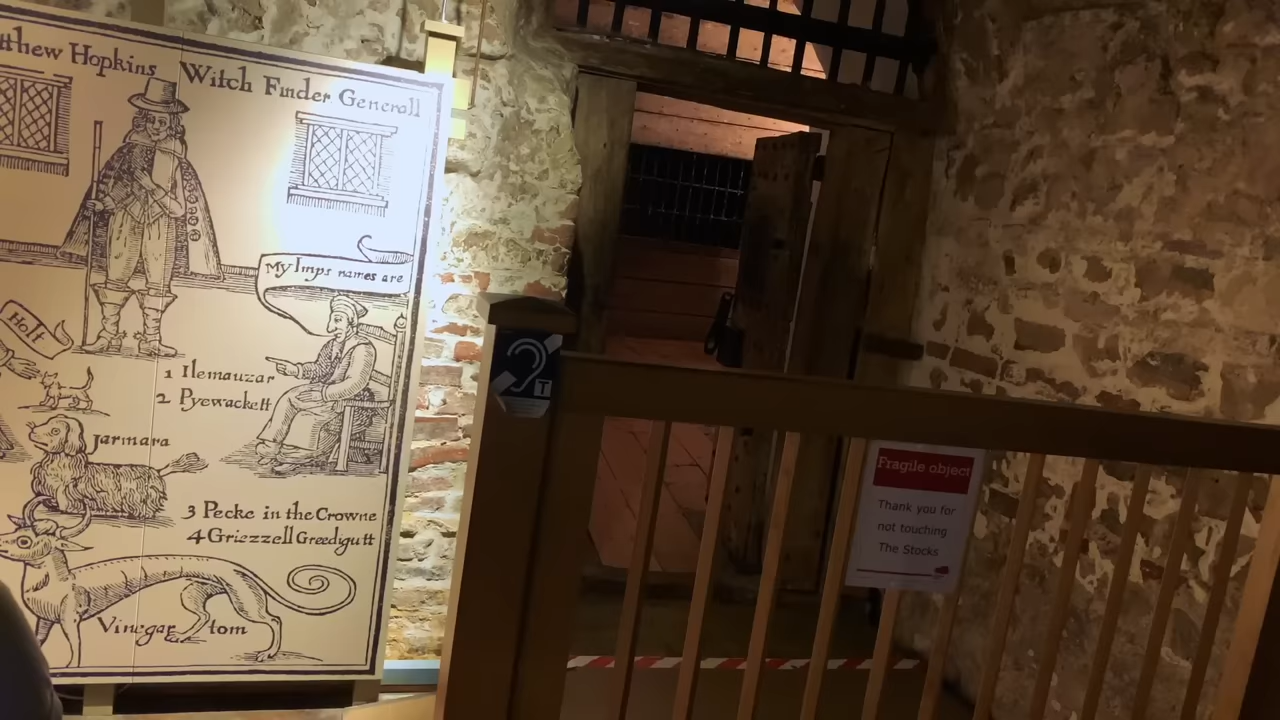 tthew Hopkins Witch Finder Generall
My Imps names are
Holt
1 Ilemauzar
2 Pyewackett
Jarmara
3 Pecke in the Crowne
4 Griezzell Greedigutt
Vinegar tom
T
Fragile object
Thank you for
not touching
The Stocks